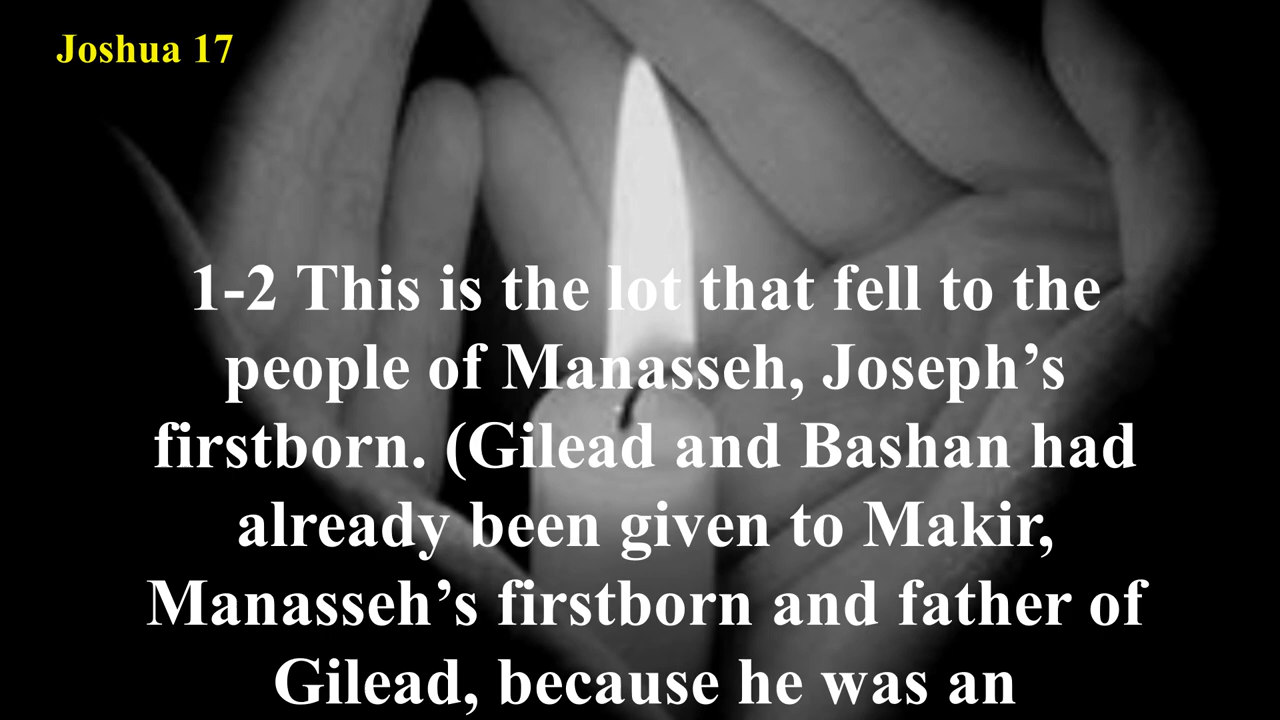 Joshua 17
1-2 This is the lot that fell to the
people of Manasseh, Joseph’s
firstborn. (Gilead and Bashan had
already been given to Makir,
Manasseh’s firstborn and father of
Gilead, because he was an